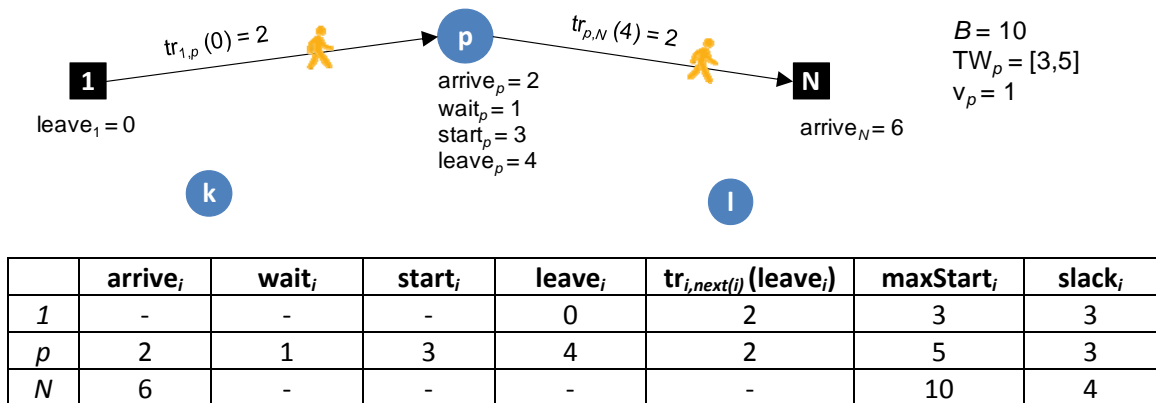 tr1,p (0) = 2
p
trp,N (4) = 2
B = 10
TWp = [3,5]
vp = 1
1
N
leave1 = 0
arrivep = 2
waitp = 1
startp = 3
leavep = 4
arriveN = 6
k
l
arrivei waiti starti leavei tri,next(i) (leavei) maxStarti slacki
1 - - - 0 2 3 3
p 2 1 3 4 2 5 3
N 6 - - - - 10 4